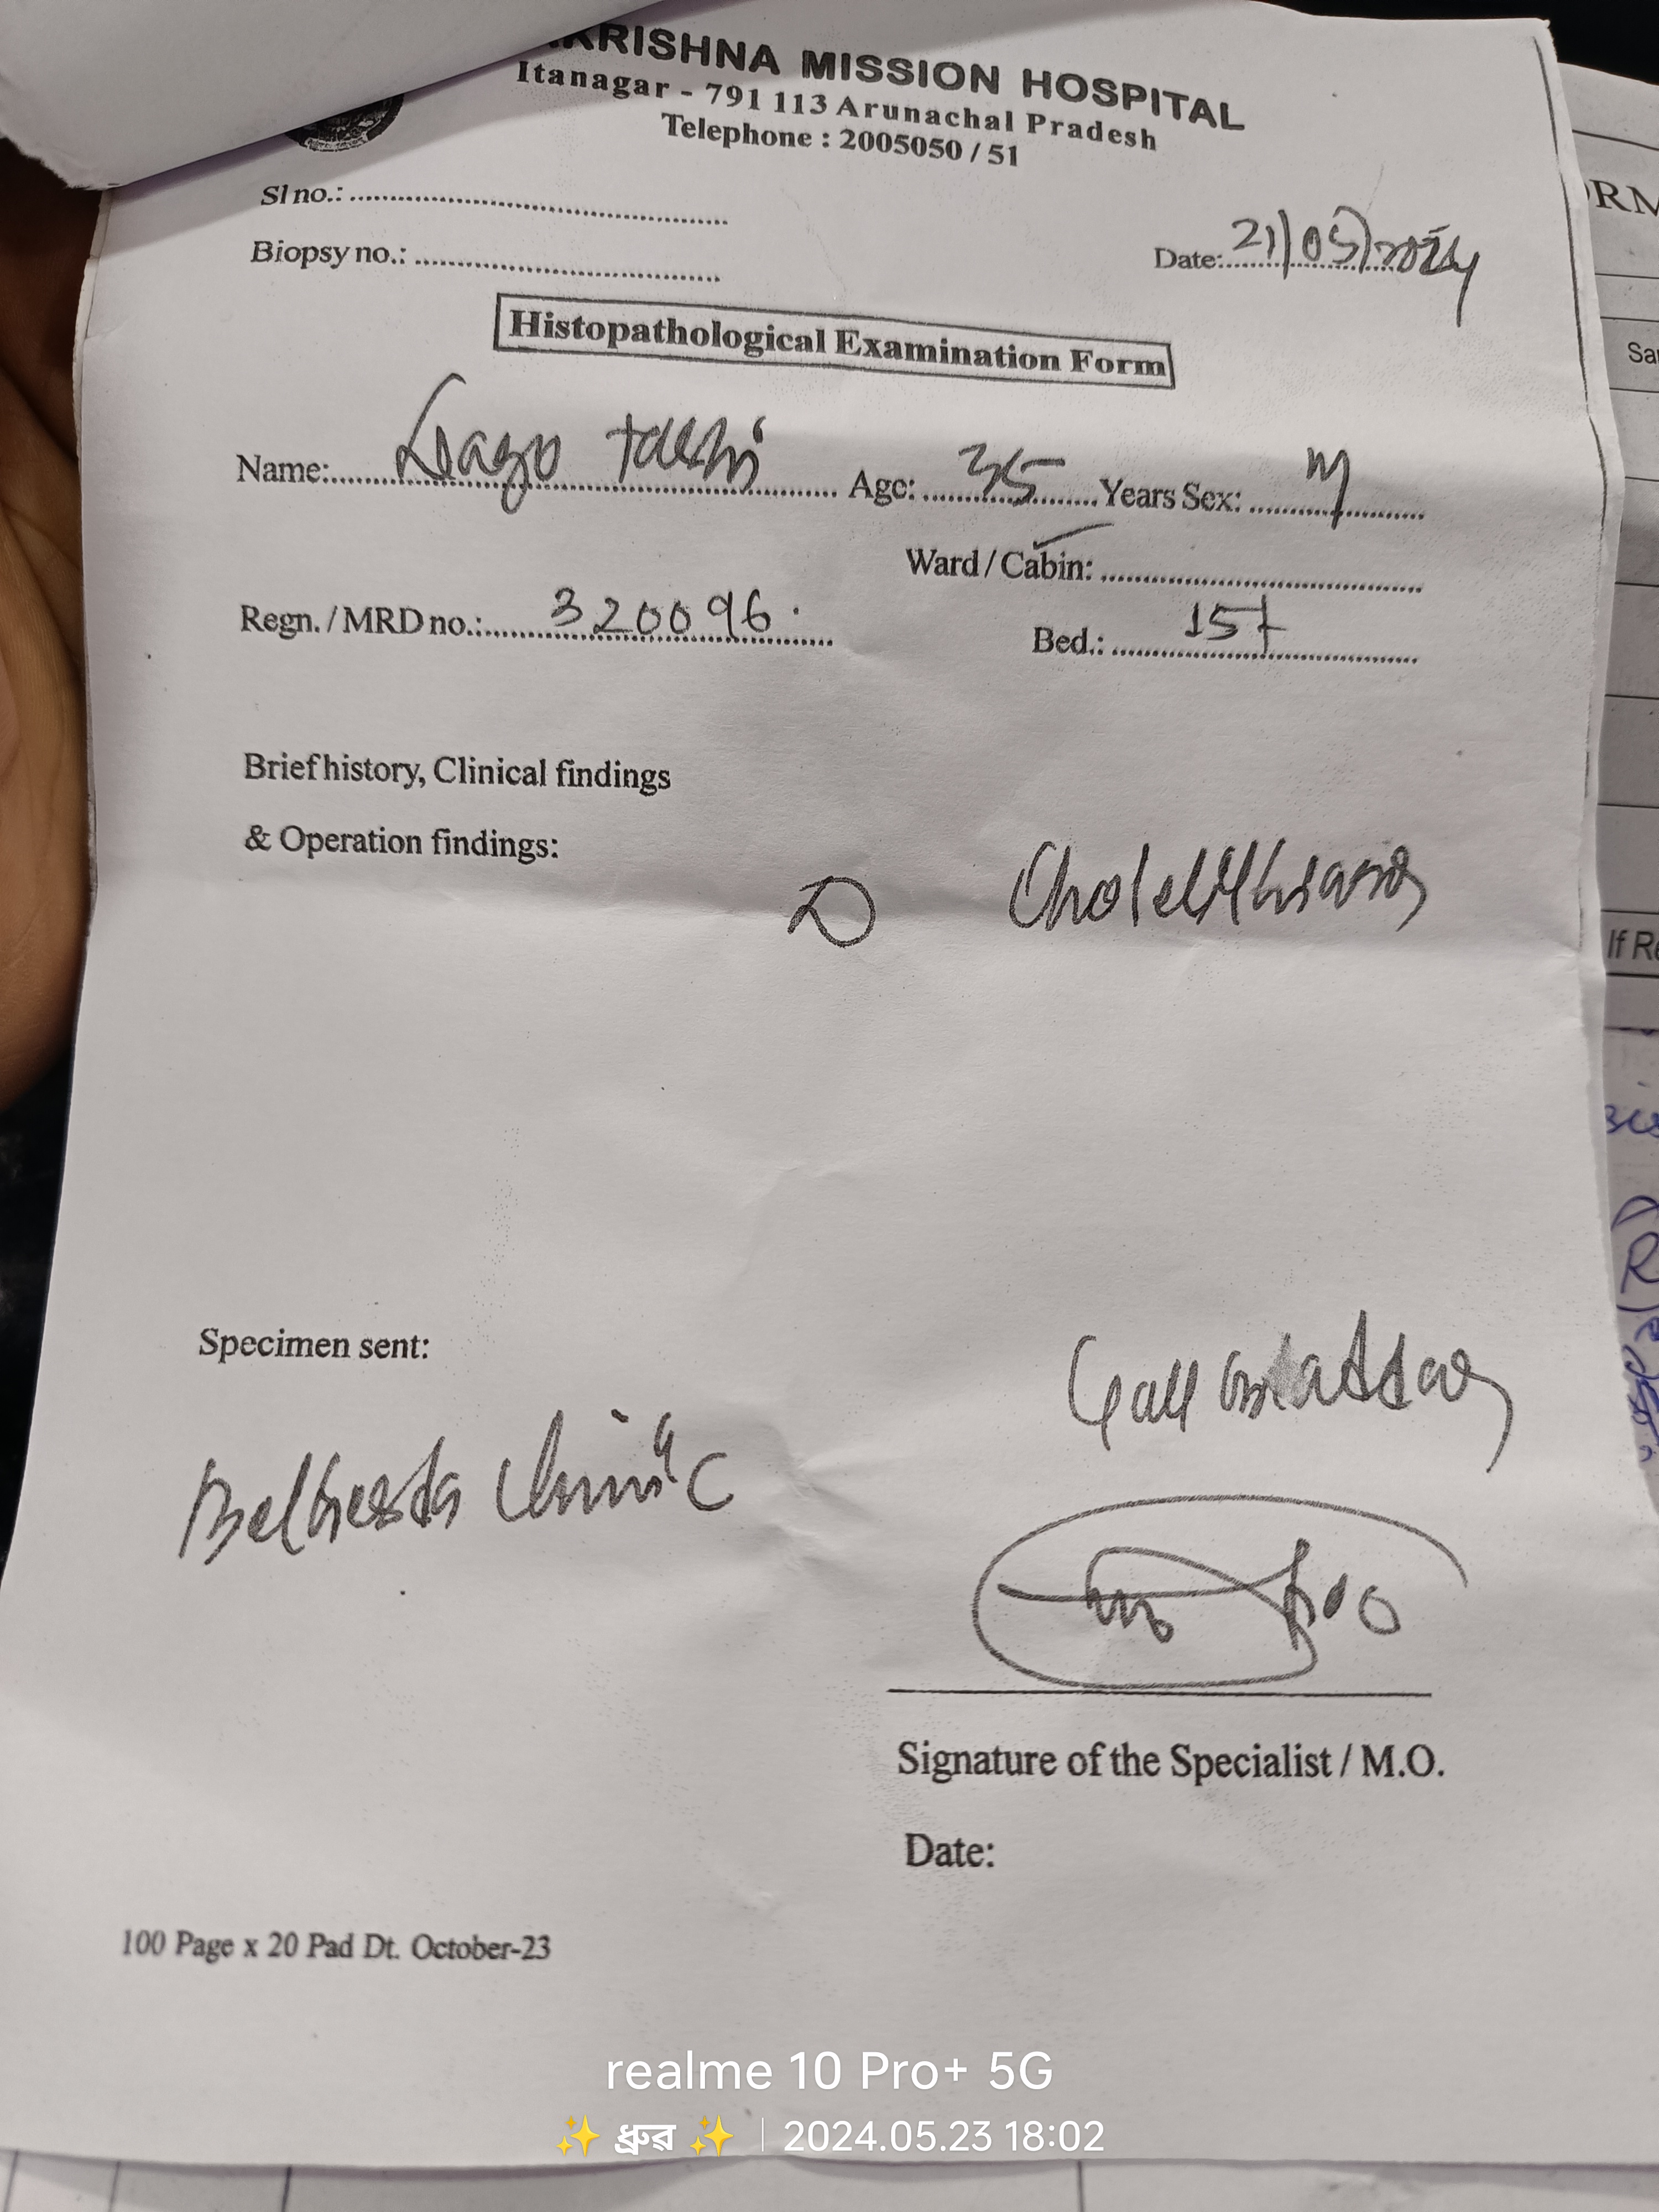 KRISHNA MISSION HOSPITAL
Itanagar - 791 113 Arunachal Pradesh
Telephone : 2005050 / 51
Sl no.:
Biopsy no.:
Date: 21/05/2024
Histopathological Examination Form
Name: Tashi Age: 35 Years Sex: M
Ward / Cabin:
Regn. / MRD no.: 320096. Bed.:
Brief history, Clinical findings
& Operation findings:
Cholelithiasis
Specimen sent:
Gall bladder
Clinic
Signature of the Specialist / M.O.
Date:
100 Page x 20 Pad Dt. October-23
realme 10 Pro+ 5G
✨ ধ্ৰুৱ ✨ | 2024.05.23 18:02